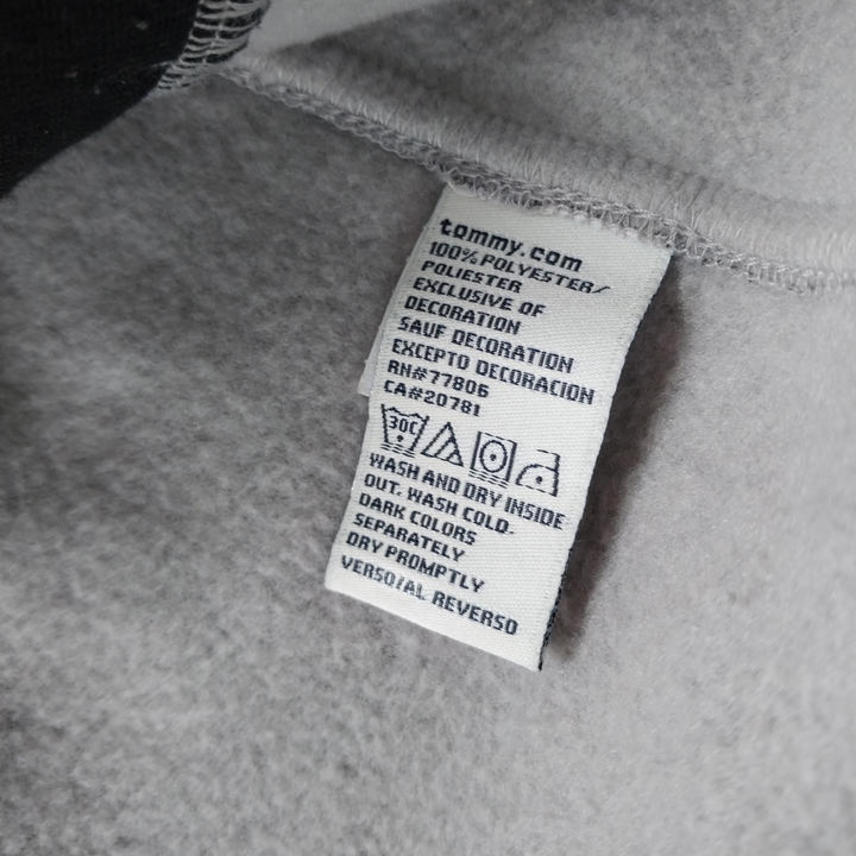 tommy.com
100% POLYESTER/
POLIESTER
EXCLUSIVE OF
DECORATION
SAUF DECORATION
EXCEPTO DECORACION
RN#77806
CA#20781
30C
WASH AND DRY INSIDE
OUT. WASH COLD.
DARK COLORS
SEPARATELY
DRY PROMPTLY
VERSO/AL REVERSO